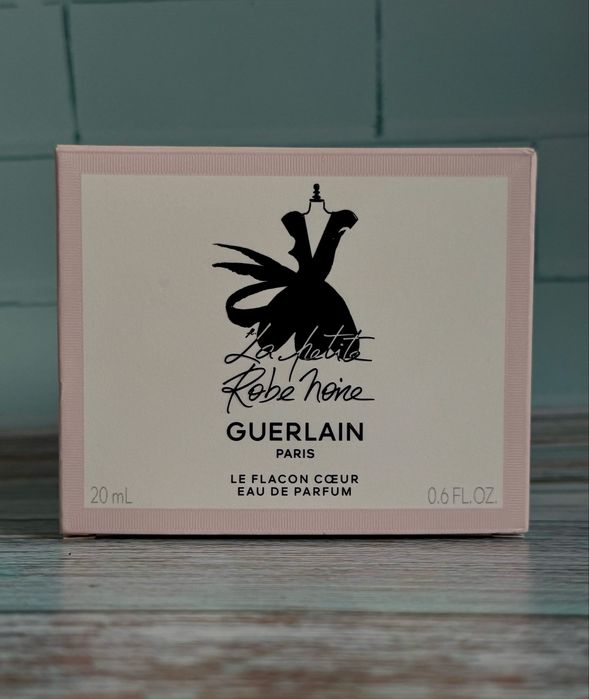 La petite
Robe noire
GUERLAIN
PARIS
LE FLACON CŒUR
EAU DE PARFUM
20 mL
0.6 FL.OZ.